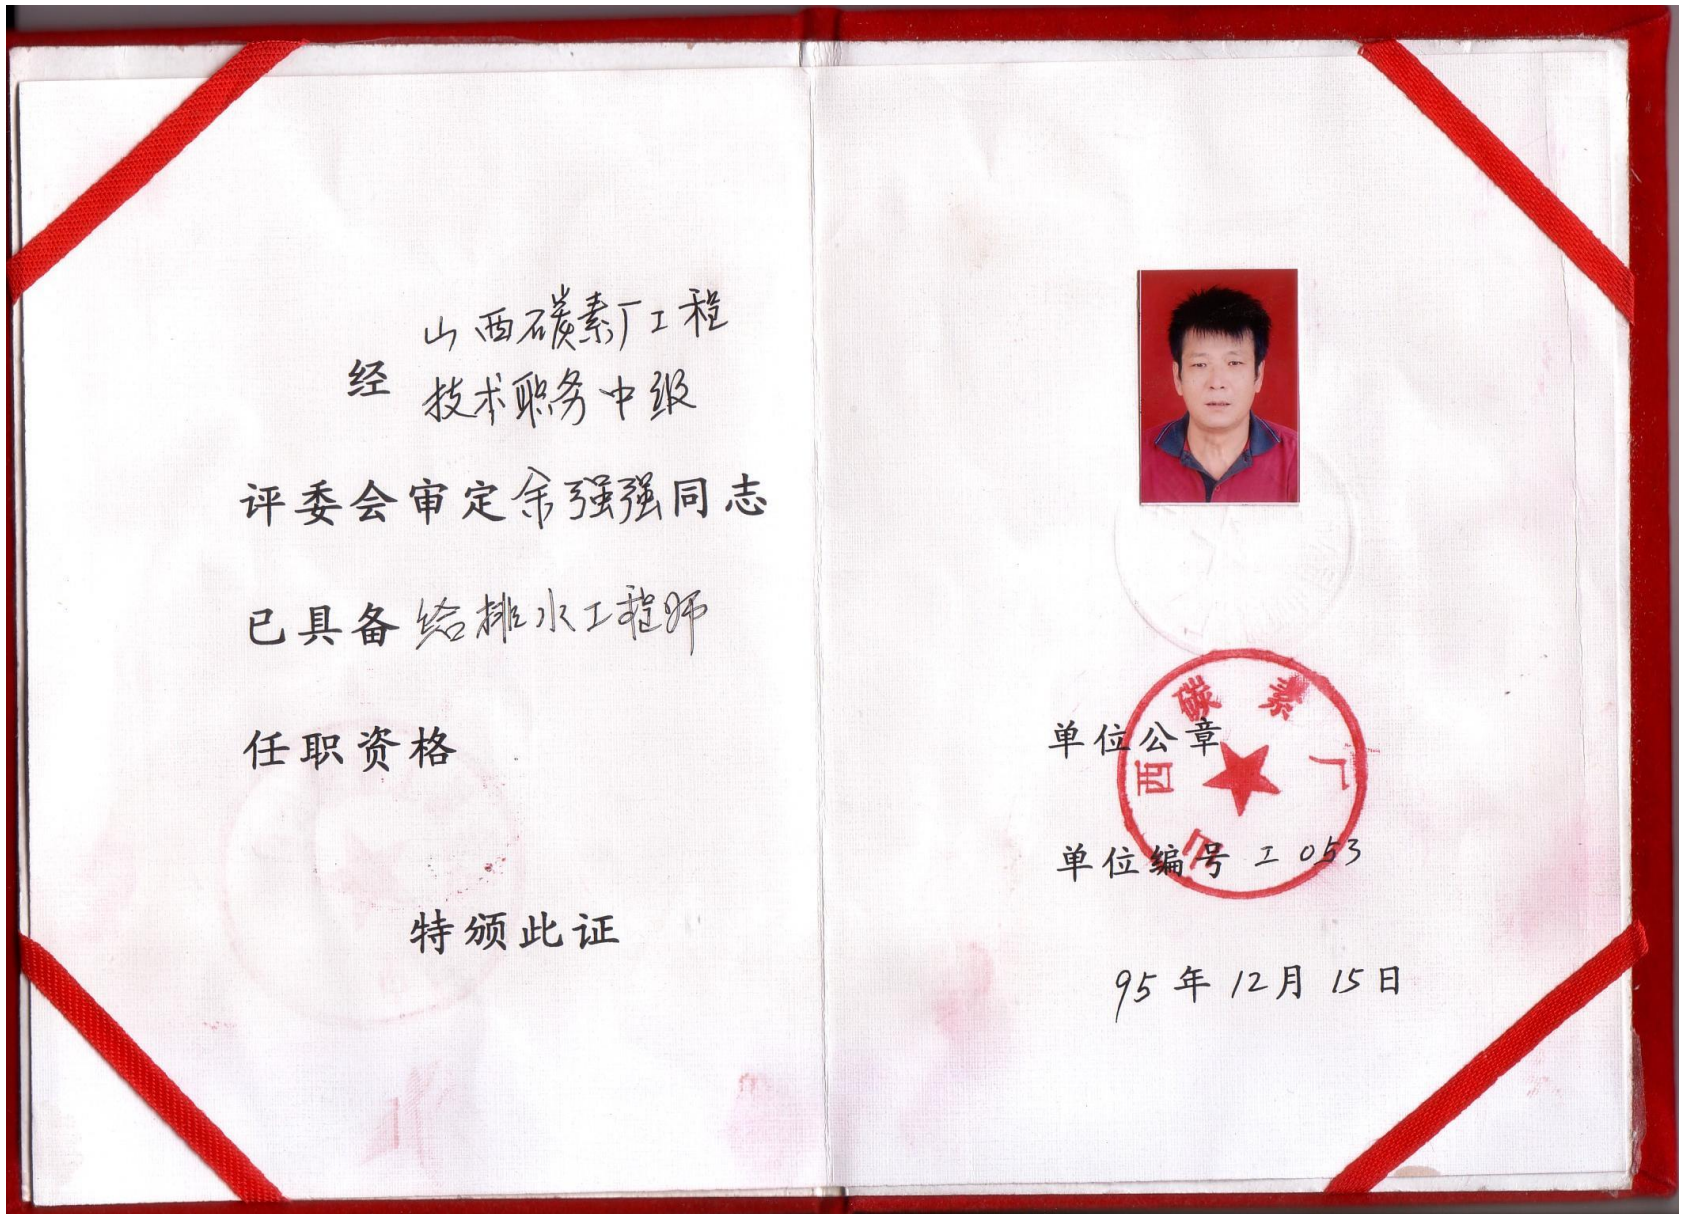 山西碳素厂工程
经
技术职务中级
评委会审定余强强同志
已具备给排水工程师
任职资格
特颁此证
山西碳素厂
单位公章
单位编号 工053
95年12月15日